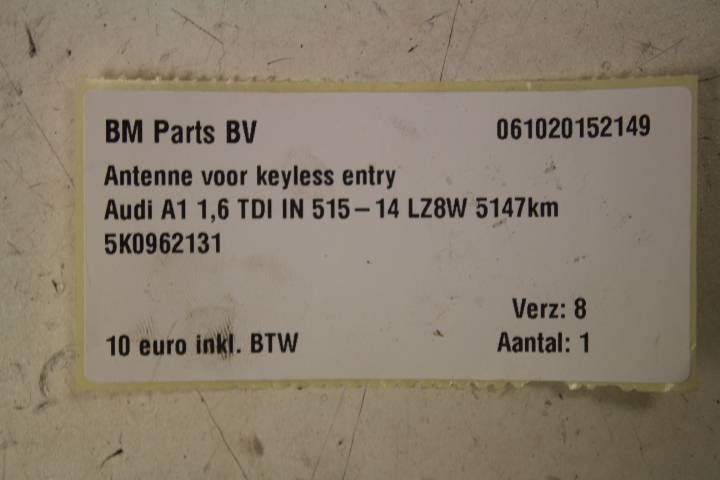 BM Parts BV 061020152149
Antenne voor keyless entry
Audi A1 1,6 TDI IN 515-14 LZ8W 5147km
5K0962131
Verz: 8
10 euro inkl. BTW Aantal: 1